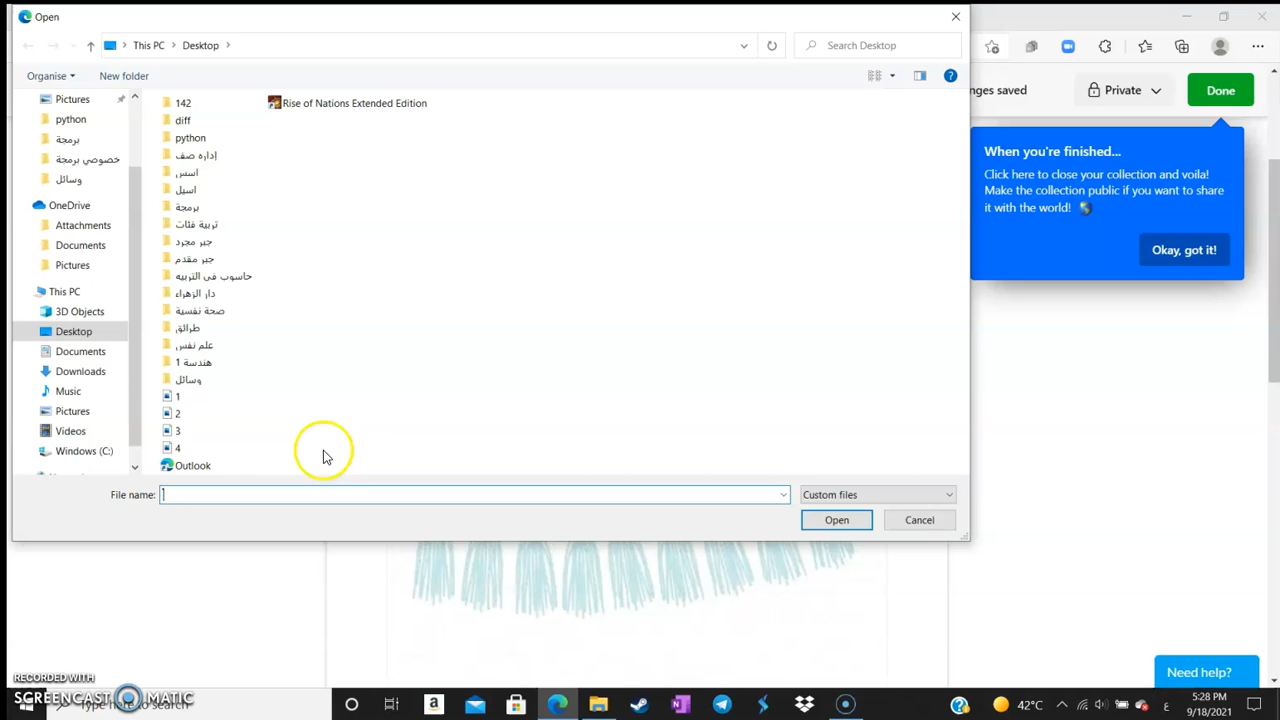 Open
This PC
Desktop
Search Desktop
Organise
New folder
Pictures
python
برمجة
خصوصي برمجة
وسائل
OneDrive
Attachments
Documents
Pictures
This PC
3D Objects
Desktop
Documents
Downloads
Music
Pictures
Videos
Windows (C:)
142
Rise of Nations Extended Edition
diff
python
إداره صف
اسس
اسيل
برمجة
تربية فئات
جبر مجرد
جبر مقدم
حاسوب في التربيه
دار الزهراء
صحة نفسية
طرائق
علم نفس
هندسة 1
وسائل
1
2
3
4
Outlook
File name:
Custom files
Open
Cancel
nges saved
Private
Done
When you're finished...
Click here to close your collection and voila!
Make the collection public if you want to share
it with the world!
Okay, got it!
Need help?
RECORDED WITH
SCREENCAST MATIC
Type here to search
42°C
ع
5:28 PM
9/18/2021